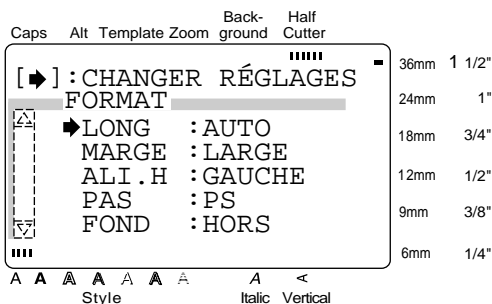 Back- Half
Caps Alt Template Zoom ground Cutter
[➧]:CHANGER RÉGLAGES
FORMAT
➧LONG :AUTO
MARGE :LARGE
ALI.H :GAUCHE
PAS :PS
FOND :HORS
36mm 1 1/2"
24mm 1"
18mm 3/4"
12mm 1/2"
9mm 3/8"
6mm 1/4"
A A A A A A A A A
Style Italic Vertical